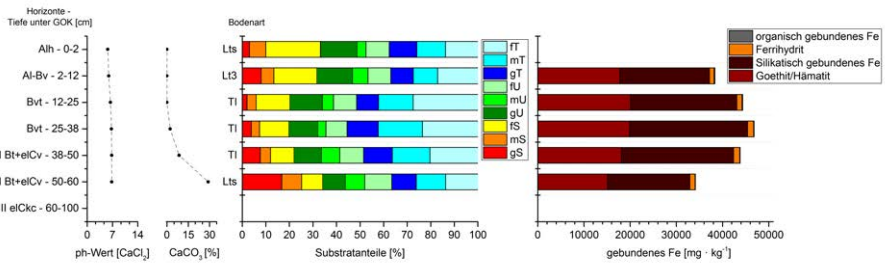 Horizonte -
Tiefe unter GOK [cm]
Alh - 0-2
Al-Bv - 2-12
Bvt - 12-25
Bvt - 25-38
I Bt+elCv - 38-50
I Bt+elCv - 50-60
II elCkc - 60-100
0 7 14
ph-Wert [CaCl2]
0 10 20 30
CaCO3 [%]
Bodenart
Lts
Lt3
Tl
Tl
Tl
Lts
0 10 20 30 40 50 60 70 80 90 100
Substratanteile [%]
fT
mT
gT
fU
mU
gU
fS
mS
gS
organisch gebundenes Fe
Ferrihydrit
Silikatisch gebundenes Fe
Goethit/Hämatit
0 10000 20000 30000 40000 50000
gebundenes Fe [mg · kg-1]